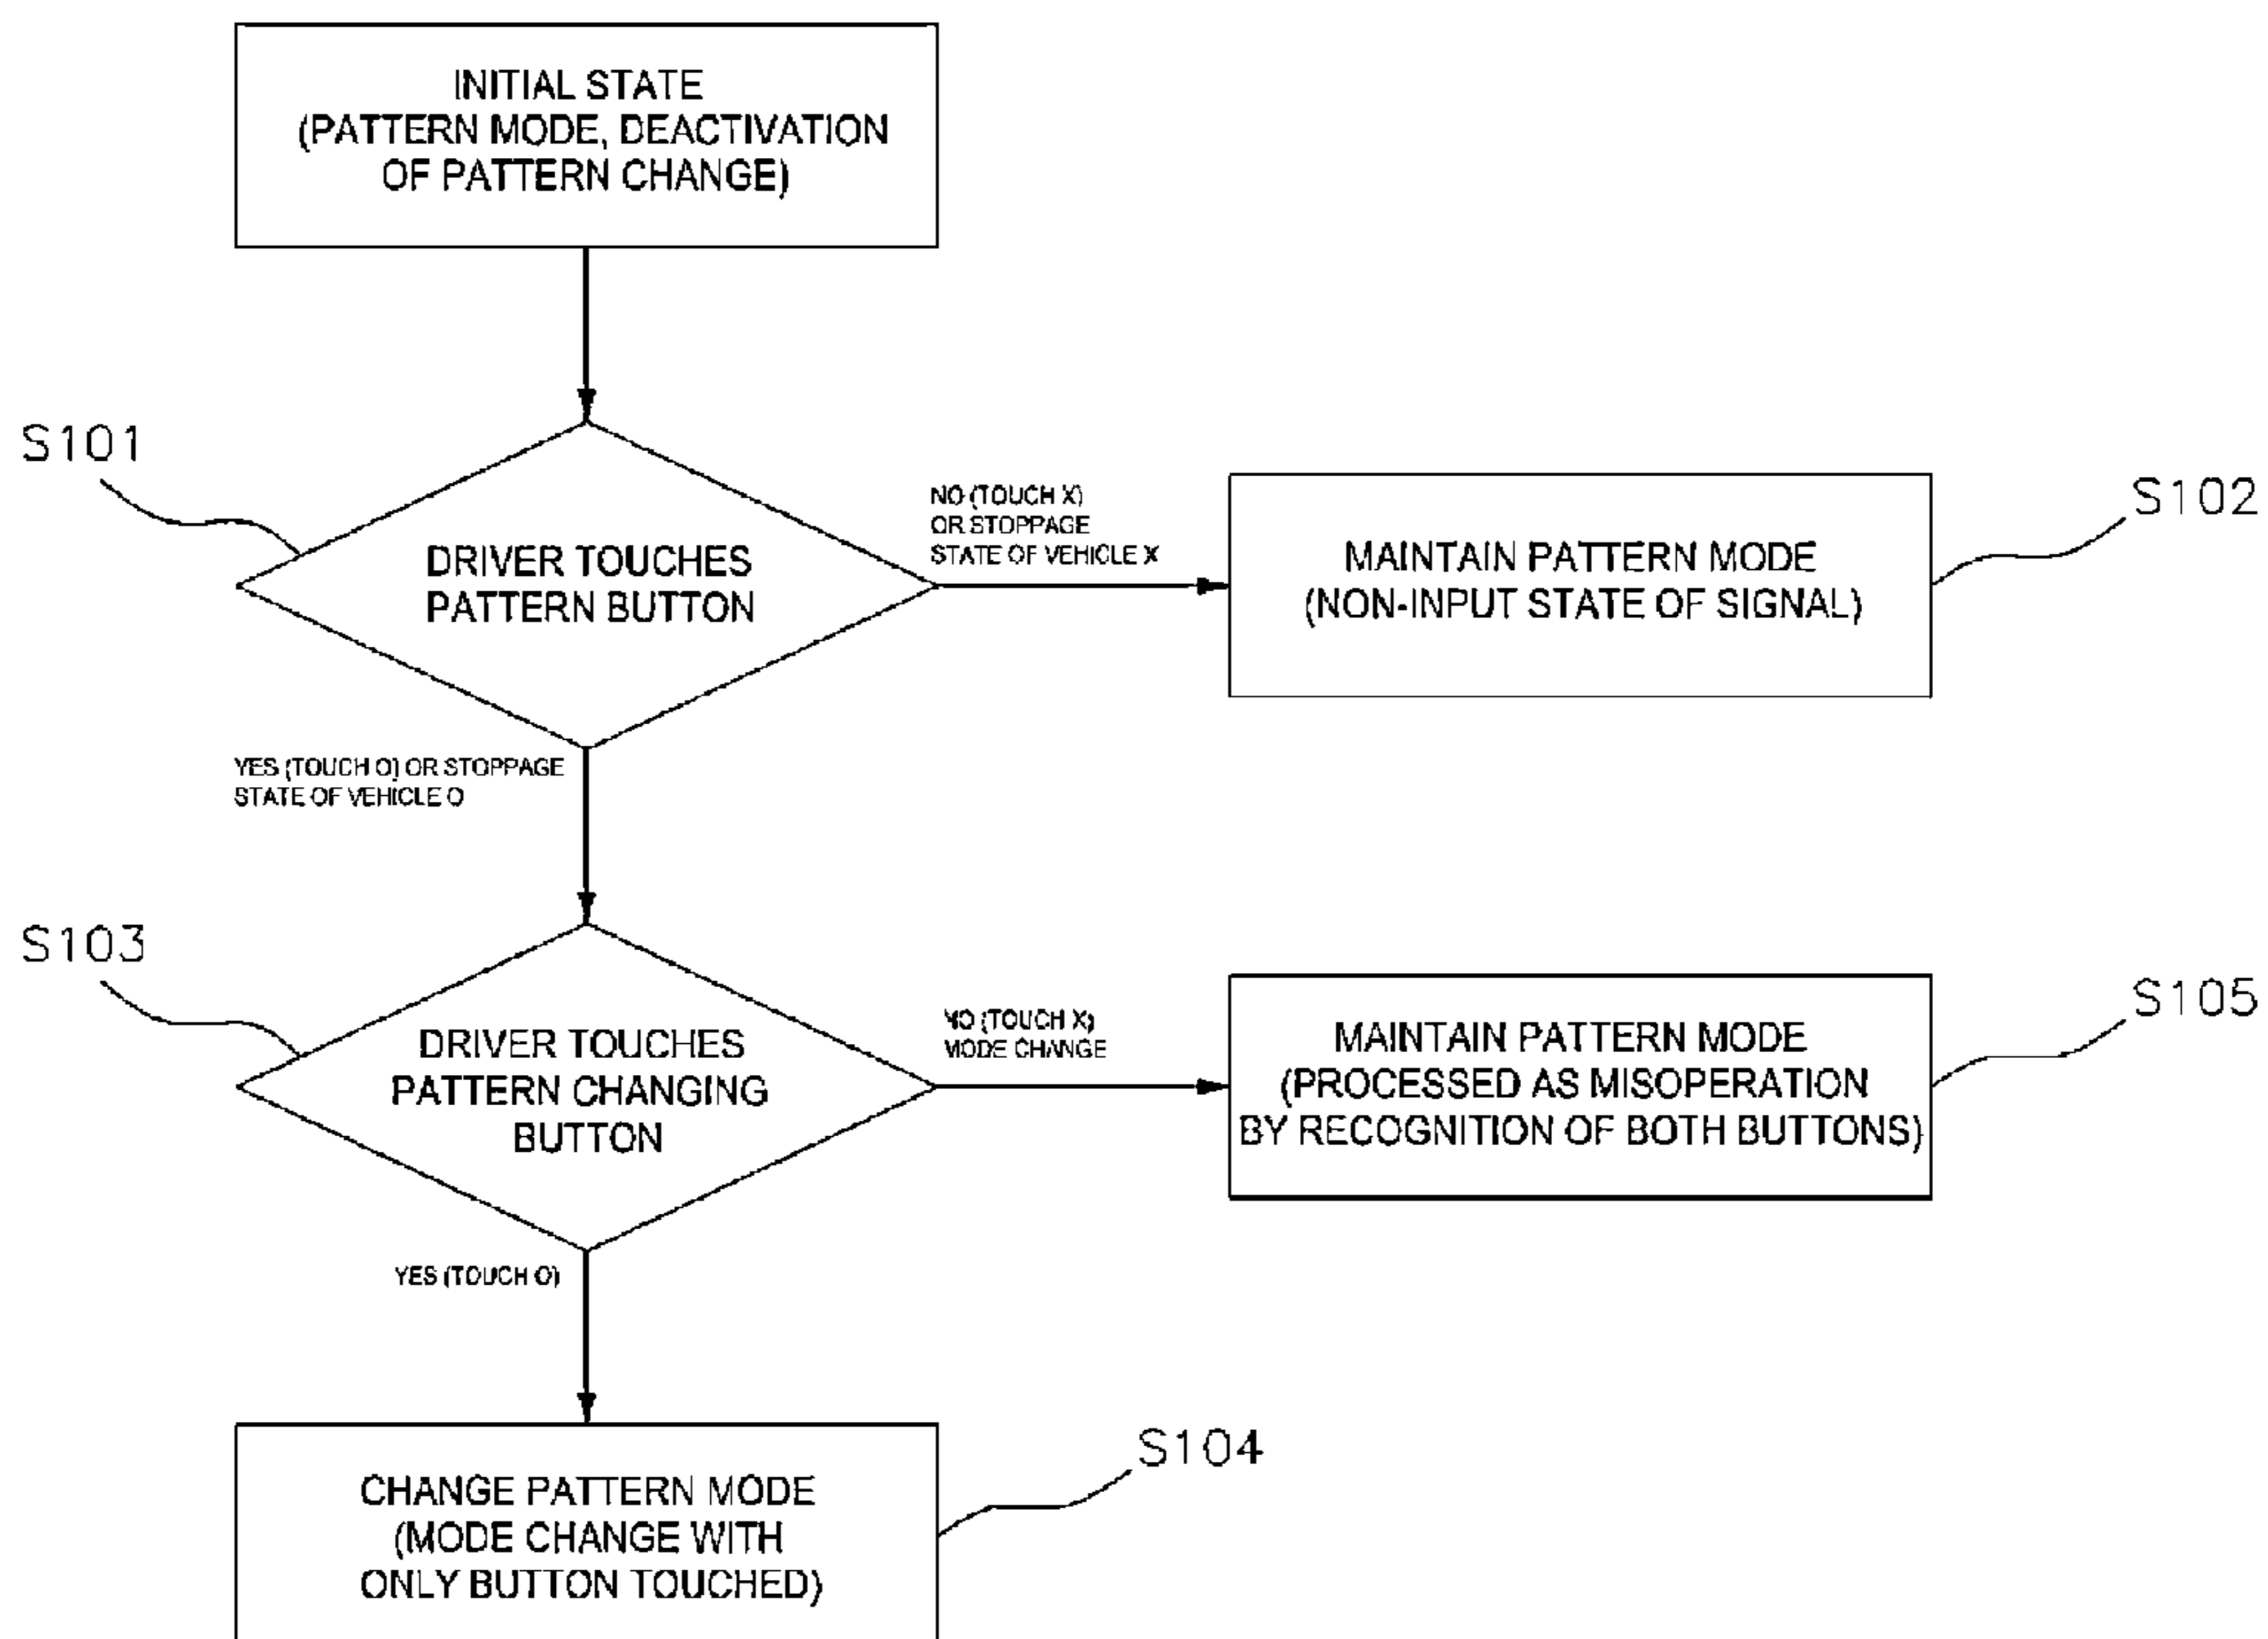 INITIAL STATE
(PATTERN MODE, DEACTIVATION
OF PATTERN CHANGE)
S101
DRIVER TOUCHES
PATTERN BUTTON
NO (TOUCH X)
OR STOPPAGE
STATE OF VEHICLE X
MAINTAIN PATTERN MODE
(NON-INPUT STATE OF SIGNAL)
S102
YES (TOUCH O) OR STOPPAGE
STATE OF VEHICLE O
S103
DRIVER TOUCHES
PATTERN CHANGING
BUTTON
NO (TOUCH X)
MODE CHANGE
MAINTAIN PATTERN MODE
(PROCESSED AS MISOPERATION
BY RECOGNITION OF BOTH BUTTONS)
S105
YES (TOUCH O)
CHANGE PATTERN MODE
(MODE CHANGE WITH
ONLY BUTTON TOUCHED)
S104